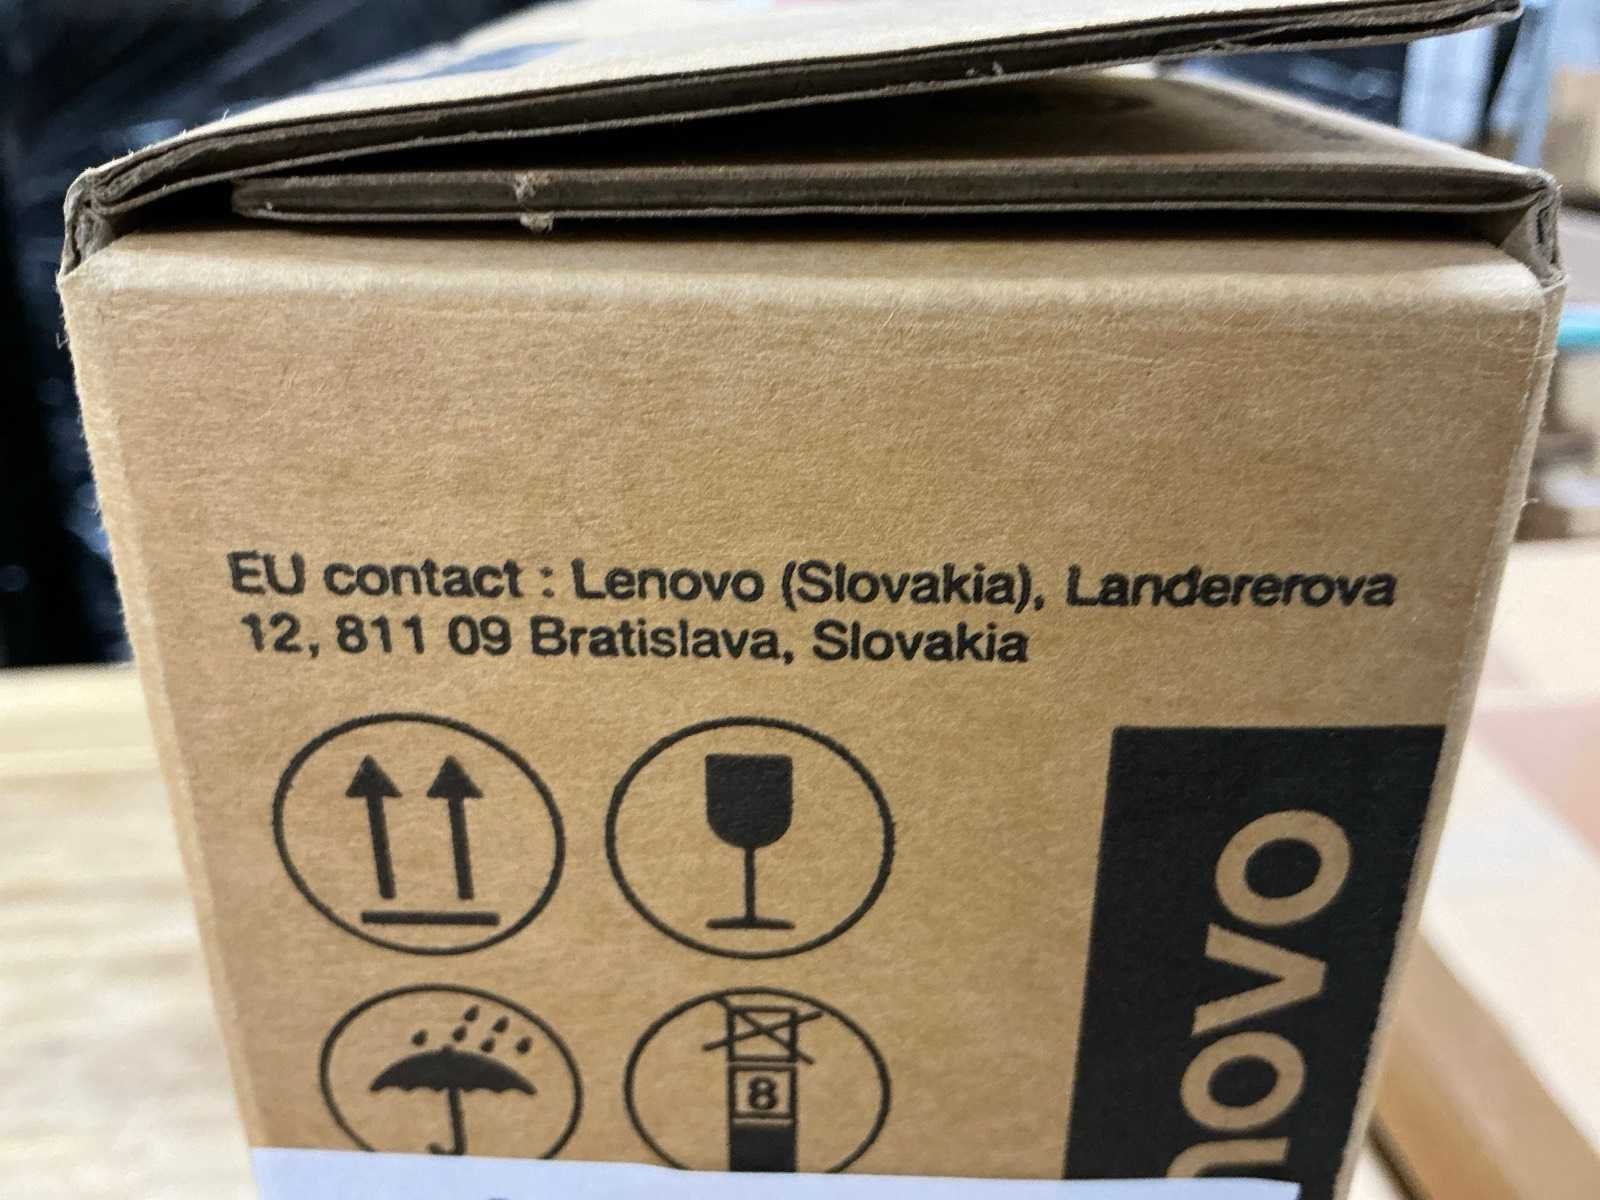 EU contact : Lenovo (Slovakia), Landererova
12, 811 09 Bratislava, Slovakia
8
novo